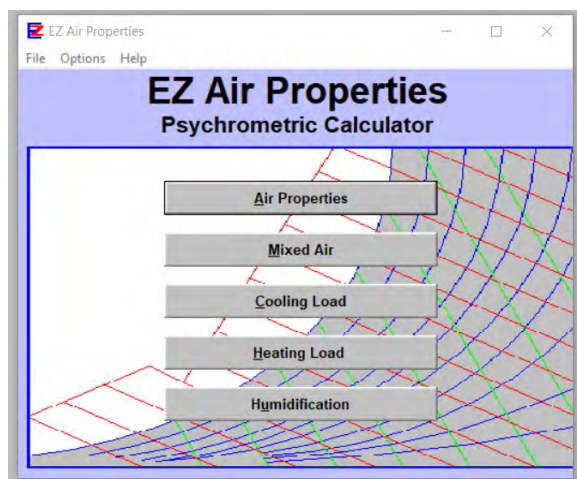 EZ Air Properties
File Options Help
EZ Air Properties
Psychrometric Calculator
Air Properties
Mixed Air
Cooling Load
Heating Load
Humidification